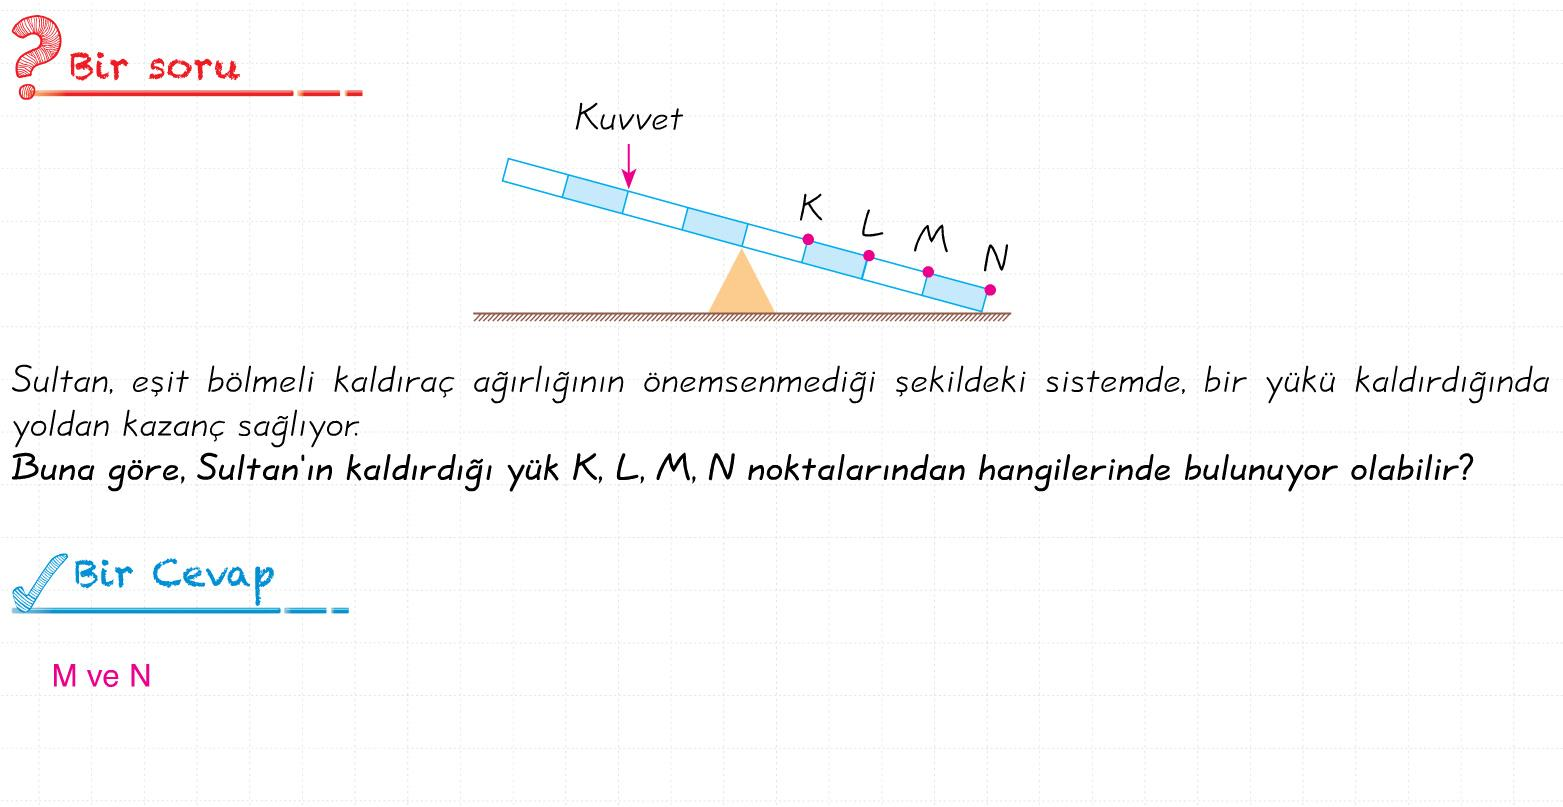 Bir soru
Kuvvet
K
L
M
N
Sultan, eşit bölmeli kaldıraç ağırlığının önemsenmediği şekildeki sistemde, bir yükü kaldırdığında
yoldan kazanç sağlıyor.
Buna göre, Sultan'ın kaldırdığı yük K, L, M, N noktalarından hangilerinde bulunuyor olabilir?
Bir Cevap
M ve N